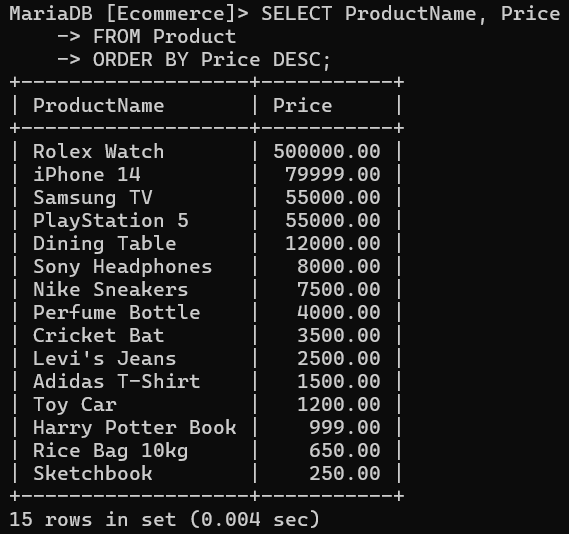 MariaDB [Ecommerce]> SELECT ProductName, Price
    -> FROM Product
    -> ORDER BY Price DESC;
+-------------------+-----------+
| ProductName       | Price     |
+-------------------+-----------+
| Rolex Watch       | 500000.00 |
| iPhone 14         |  79999.00 |
| Samsung TV        |  55000.00 |
| PlayStation 5     |  55000.00 |
| Dining Table      |  12000.00 |
| Sony Headphones   |   8000.00 |
| Nike Sneakers     |   7500.00 |
| Perfume Bottle    |   4000.00 |
| Cricket Bat       |   3500.00 |
| Levi's Jeans      |   2500.00 |
| Adidas T-Shirt    |   1500.00 |
| Toy Car           |   1200.00 |
| Harry Potter Book |    999.00 |
| Rice Bag 10kg     |    650.00 |
| Sketchbook        |    250.00 |
+-------------------+-----------+
15 rows in set (0.004 sec)